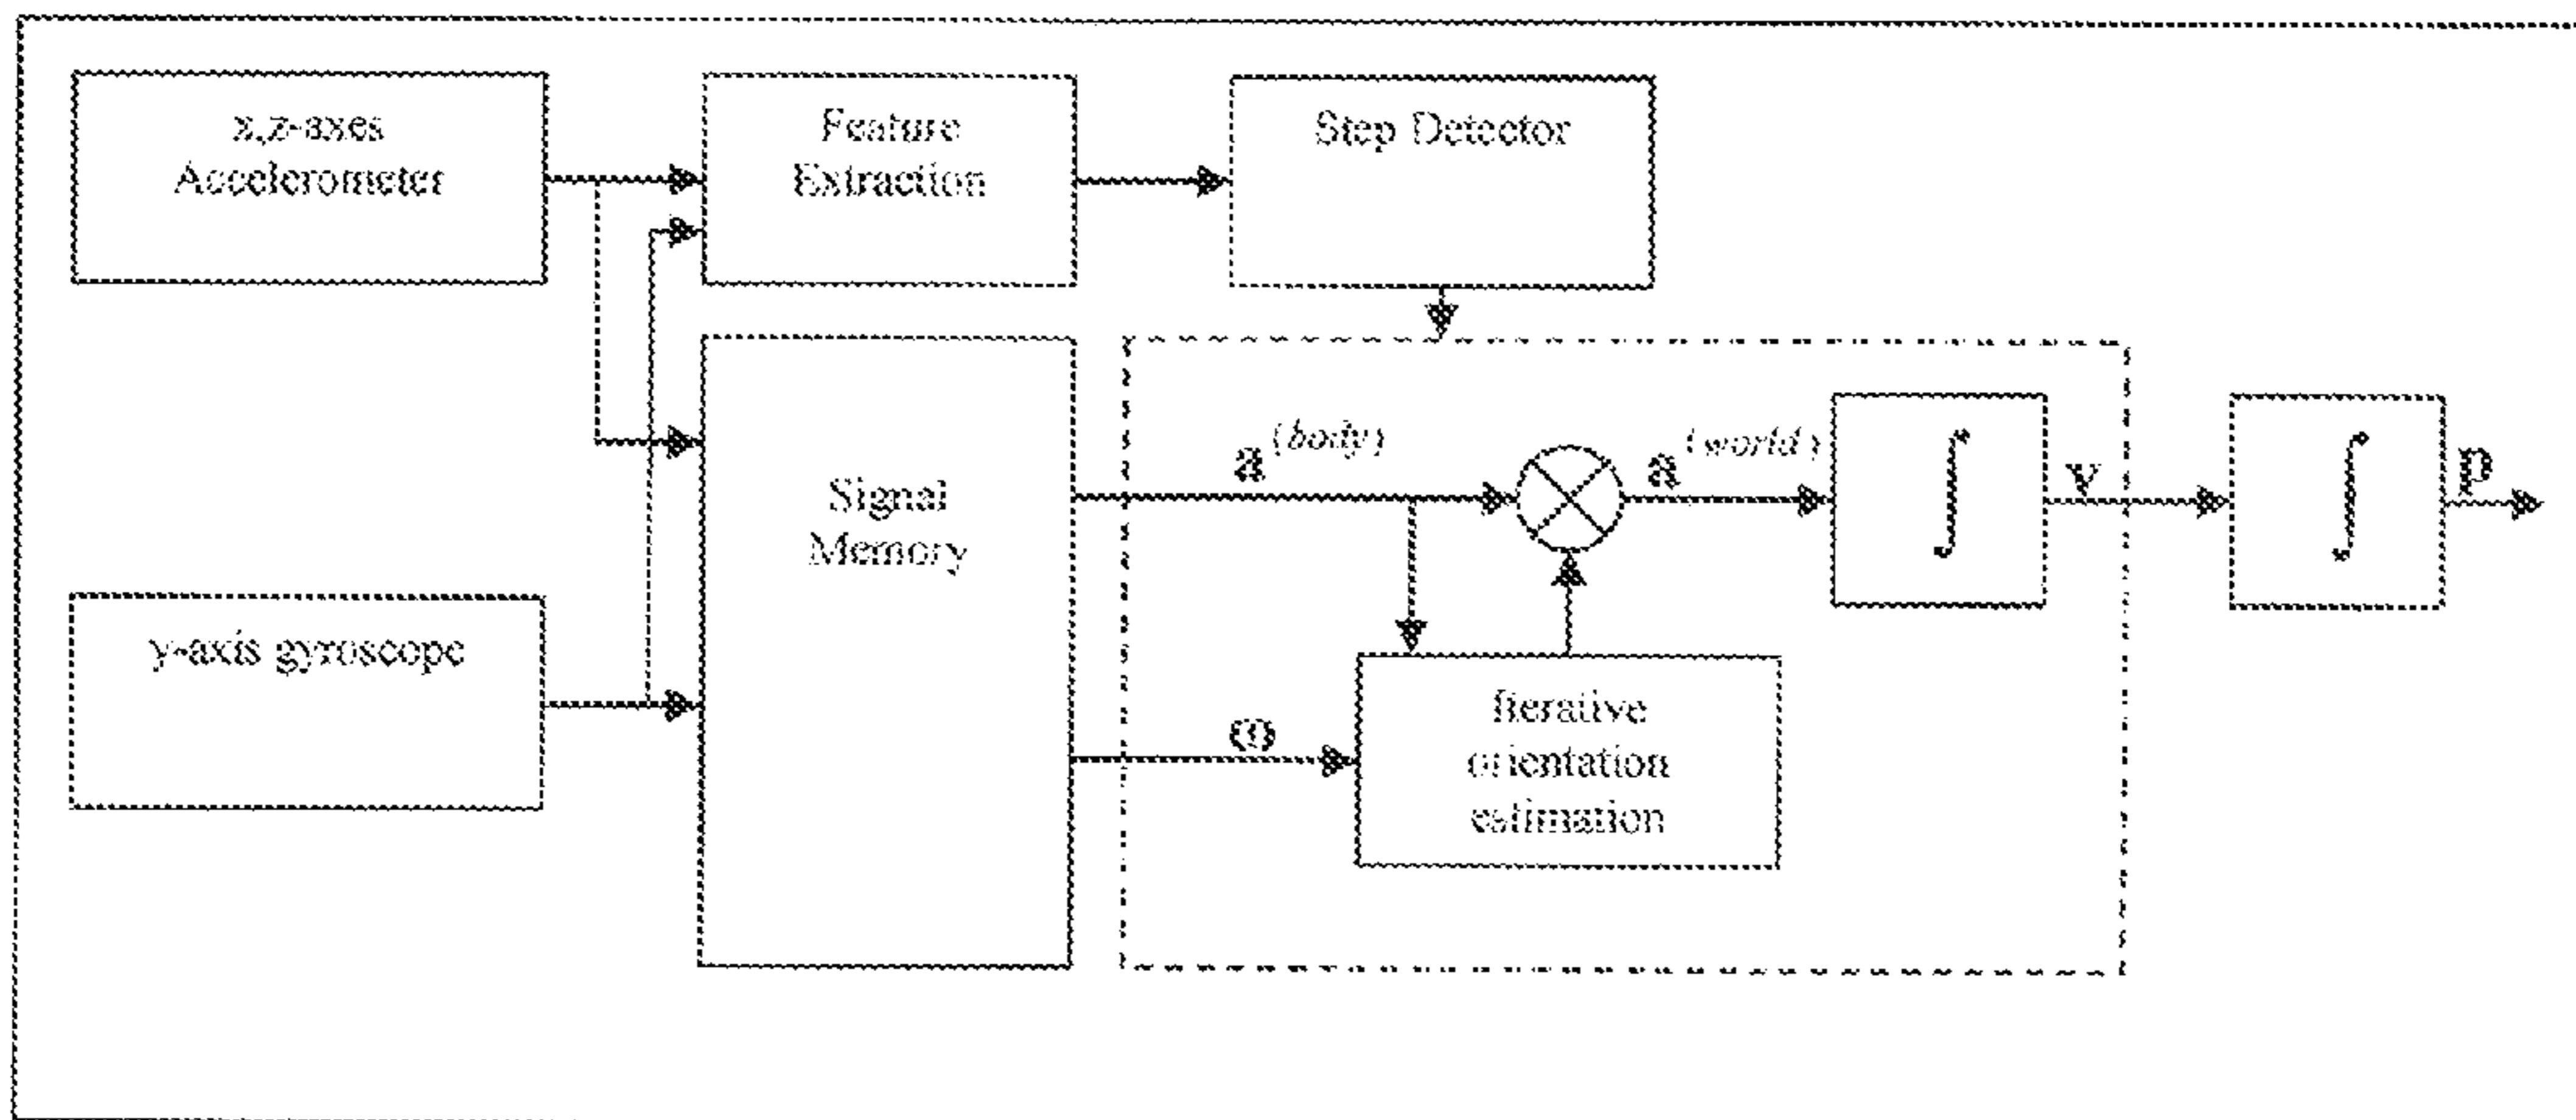 x,z-axes
Accelerometer
Feature
Extraction
Step Detector
Signal
Memory
y-axis gyroscope
a(body)
a(world)
∫
v
∫
p
ω
Iterative
orientation
estimation